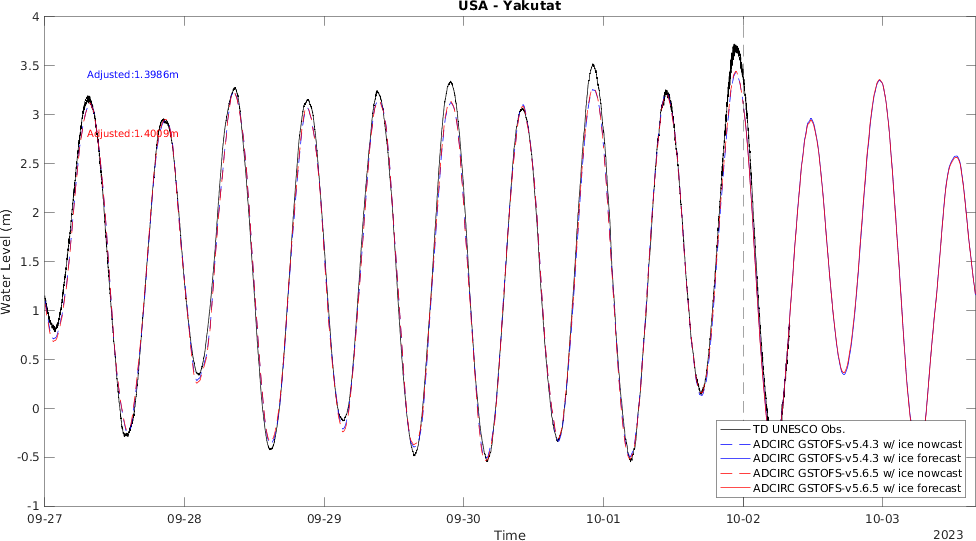 USA - Yakutat
4
3.5
3
2.5
2
1.5
1
0.5
0
-0.5
-1
Water Level (m)
Adjusted:1.3986m
Adjusted:1.4009m
TD UNESCO Obs.
ADCIRC GSTOFS-v5.4.3 w/ ice nowcast
ADCIRC GSTOFS-v5.4.3 w/ ice forecast
ADCIRC GSTOFS-v5.6.5 w/ ice nowcast
ADCIRC GSTOFS-v5.6.5 w/ ice forecast
09-27 09-28 09-29 09-30 10-01 10-02 10-03
Time
2023